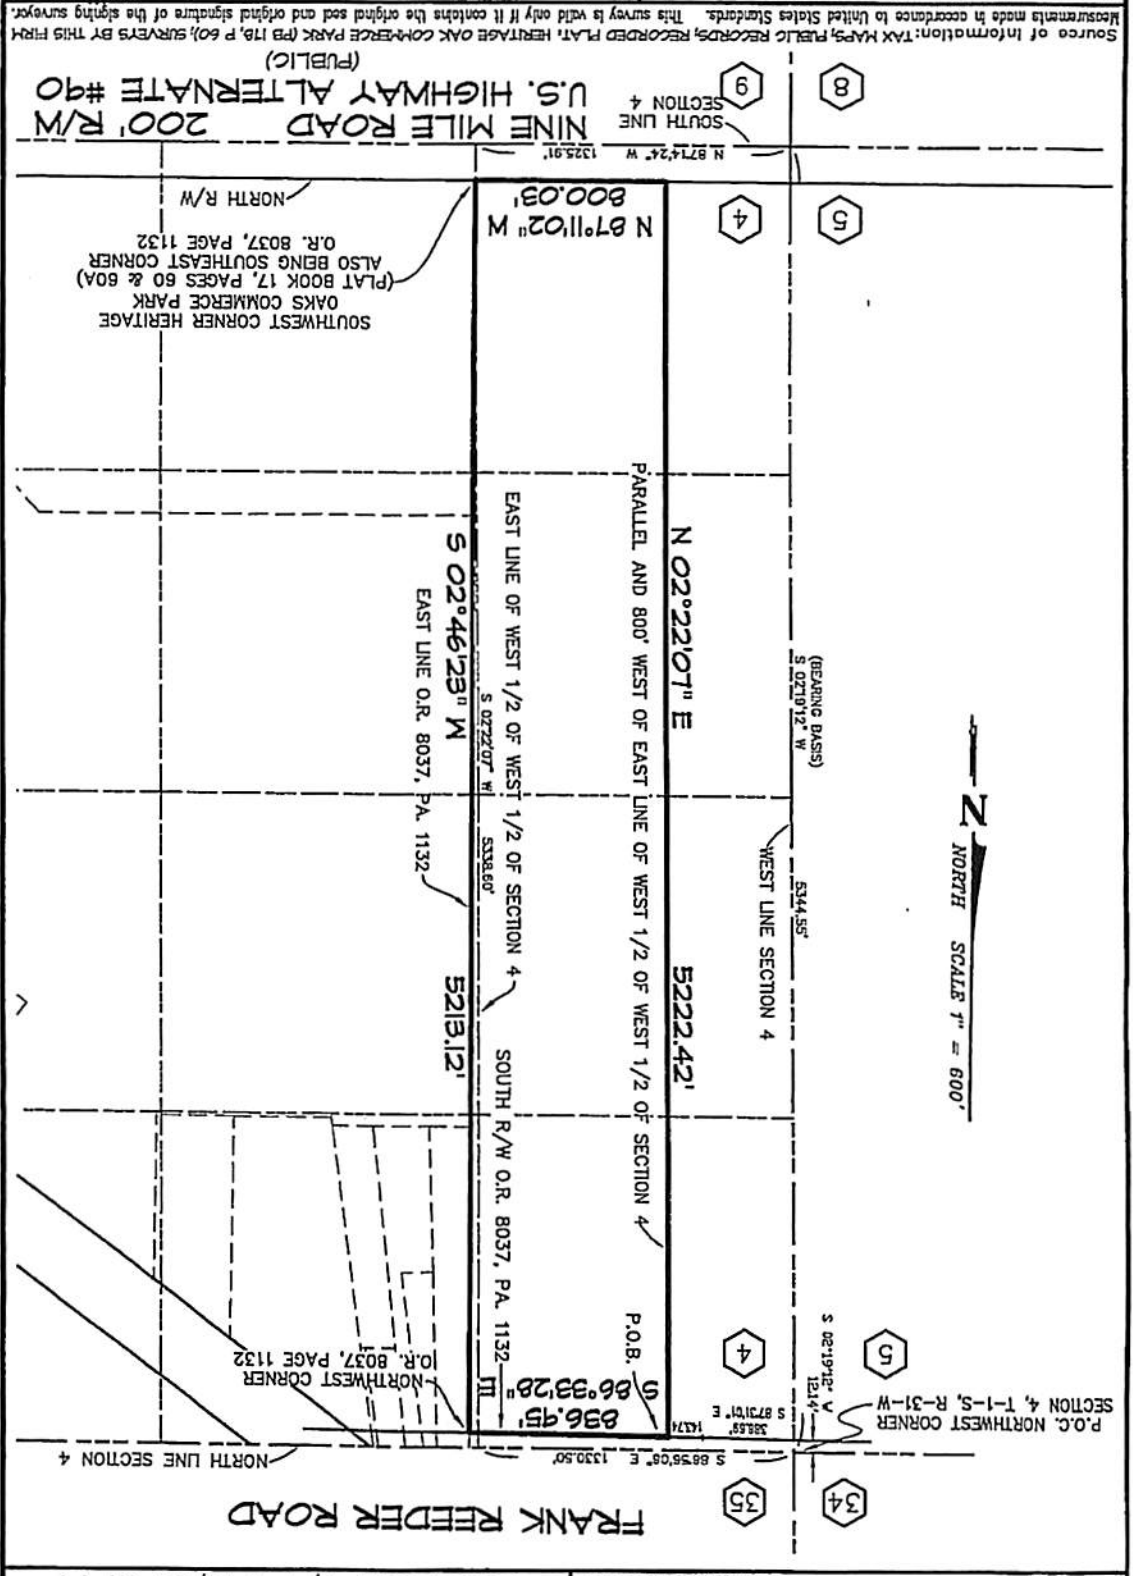 FRANK REEDER ROAD
34
35
NORTH LINE SECTION 4
S 86°56'06" E 1330.50'
P.O.C. NORTHWEST CORNER
SECTION 4, T-1-S, R-31-W
12.14'
S 02°19'12" W
388.69'
S 87°31'01" E
143.74
836.95'
S 86°33'28" E
5
4
P.O.B.
NORTHWEST CORNER
O.R. 8037, PAGE 1132
SOUTH R/W O.R. 8037, PA. 1132
N
NORTH SCALE 1" = 600'
WEST LINE SECTION 4
5344.55'
S 02°19'12" W
(BEARING BASIS)
N 02°22'07" E
5222.42'
PARALLEL AND 800' WEST OF EAST LINE OF WEST 1/2 OF WEST 1/2 OF SECTION 4
EAST LINE OF WEST 1/2 OF WEST 1/2 OF SECTION 4
S 02°22'07" W
5338.60'
S 02°46'23" W
5213.12'
EAST LINE O.R. 8037, PA. 1132
SOUTHWEST CORNER HERITAGE
OAKS COMMERCE PARK
(PLAT BOOK 17, PAGES 60 & 60A)
ALSO BEING SOUTHEAST CORNER
O.R. 8037, PAGE 1132
5
4
N 87°11'02" W
800.03'
NORTH R/W
N 87°14'24" W 1325.91'
SOUTH LINE
SECTION 4
8
9
NINE MILE ROAD 200' R/W
U.S. HIGHWAY ALTERNATE #90
(PUBLIC)
Source of Information: TAX MAPS; PUBLIC RECORDS; RECORDED PLAT, HERITAGE OAK COMMERCE PARK (PB 17B, P 60); SURVEYS BY THIS FIRM
Measurements made in accordance to United States Standards. This survey is valid only if it contains the original seal and original signature of the signing surveyor.